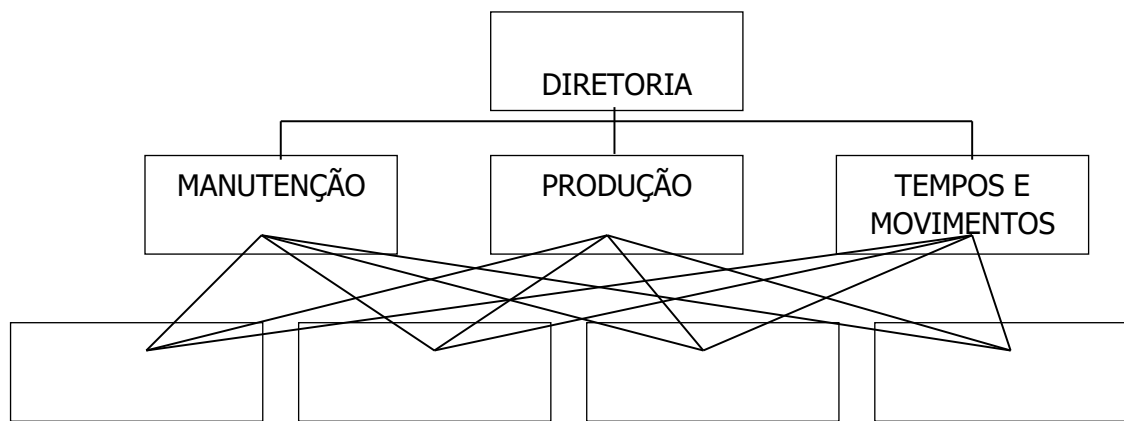 DIRETORIA
MANUTENÇÃO
PRODUÇÃO
TEMPOS E
MOVIMENTOS